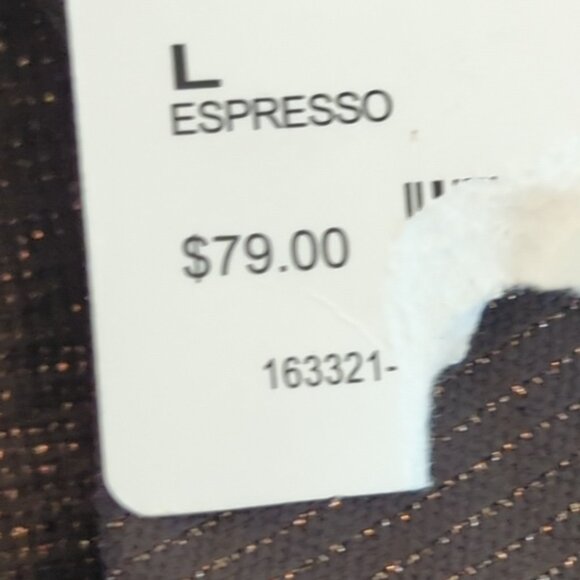 L
ESPRESSO
$79.00
163321-